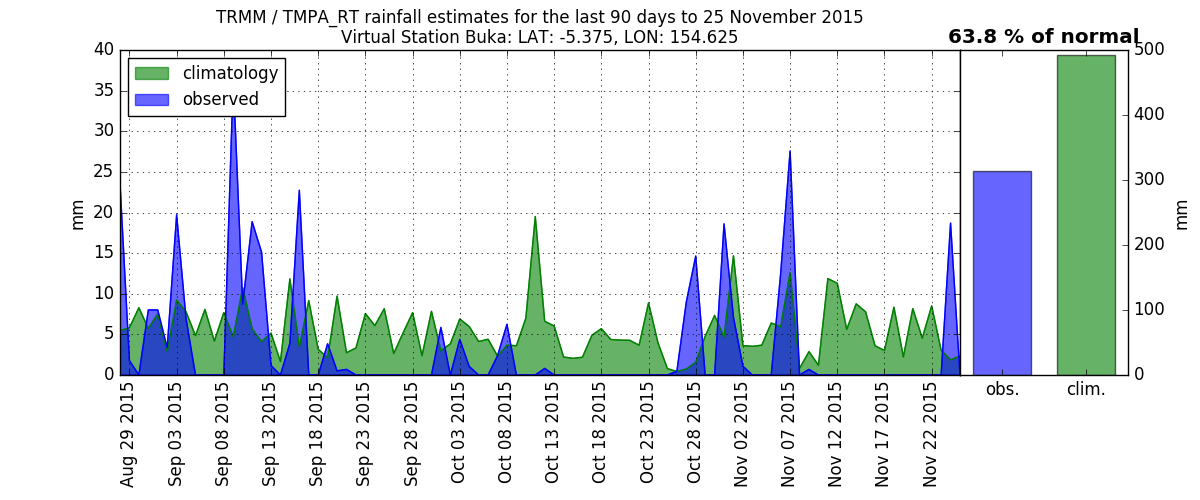 TRMM / TMPA_RT rainfall estimates for the last 90 days to 25 November 2015
Virtual Station Buka: LAT: -5.375, LON: 154.625
63.8 % of normal
climatology
observed
40
35
30
25
20
15
10
5
0
mm
500
400
300
200
100
0
mm
obs.
clim.
Aug 29 2015
Sep 03 2015
Sep 08 2015
Sep 13 2015
Sep 18 2015
Sep 23 2015
Sep 28 2015
Oct 03 2015
Oct 08 2015
Oct 13 2015
Oct 18 2015
Oct 23 2015
Oct 28 2015
Nov 02 2015
Nov 07 2015
Nov 12 2015
Nov 17 2015
Nov 22 2015